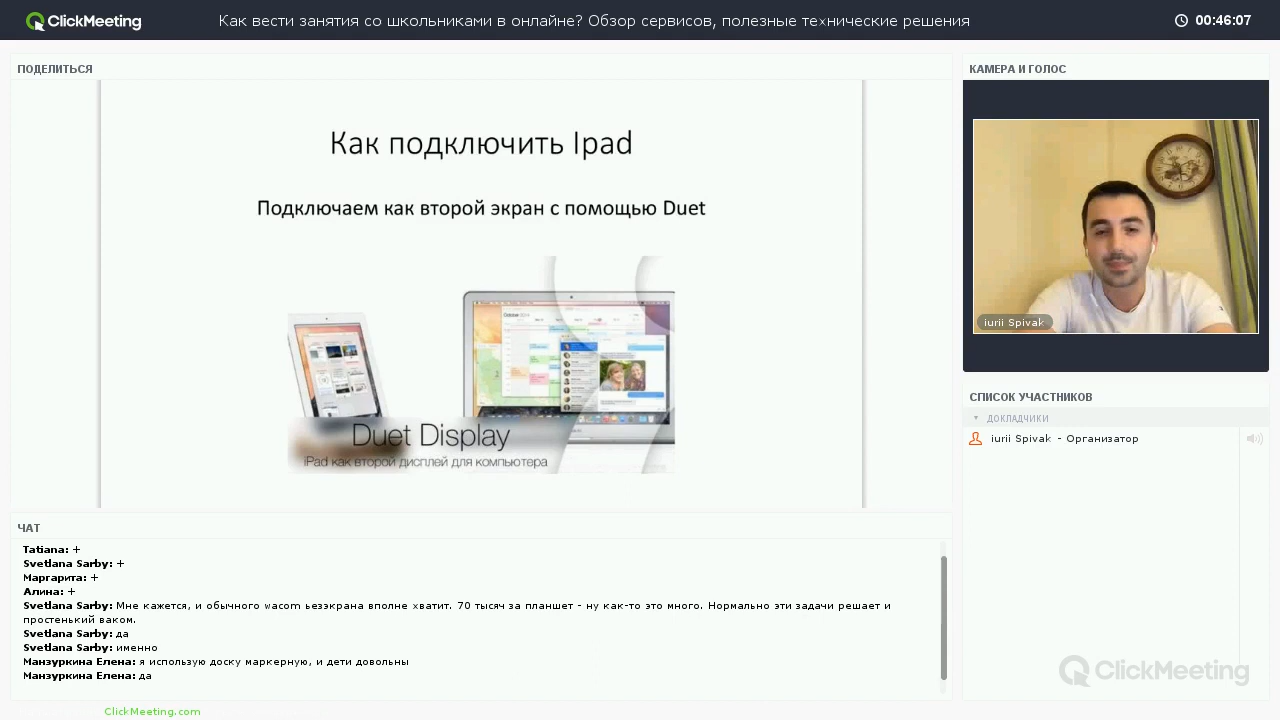 ClickMeeting
Как вести занятия со школьниками в онлайне? Обзор сервисов, полезные технические решения
00:46:07
ПОДЕЛИТЬСЯ
Как подключить Ipad
Подключаем как второй экран с помощью Duet
Duet Display
iPad как второй дисплей для компьютера
КАМЕРА И ГОЛОС
iurii Spivak
СПИСОК УЧАСТНИКОВ
ДОКЛАДЧИКИ
iurii Spivak - Организатор
ЧАТ
Tatiana: +
Svetlana Sarby: +
Маргарита: +
Алина: +
Svetlana Sarby: Мне кажется, и обычного wacom ьезэкрана вполне хватит. 70 тысяч за планшет - ну как-то это много. Нормально эти задачи решает и
простенький ваком.
Svetlana Sarby: да
Svetlana Sarby: именно
Манзуркина Елена: я использую доску маркерную, и дети довольны
Манзуркина Елена: да
ClickMeeting
ClickMeeting.com